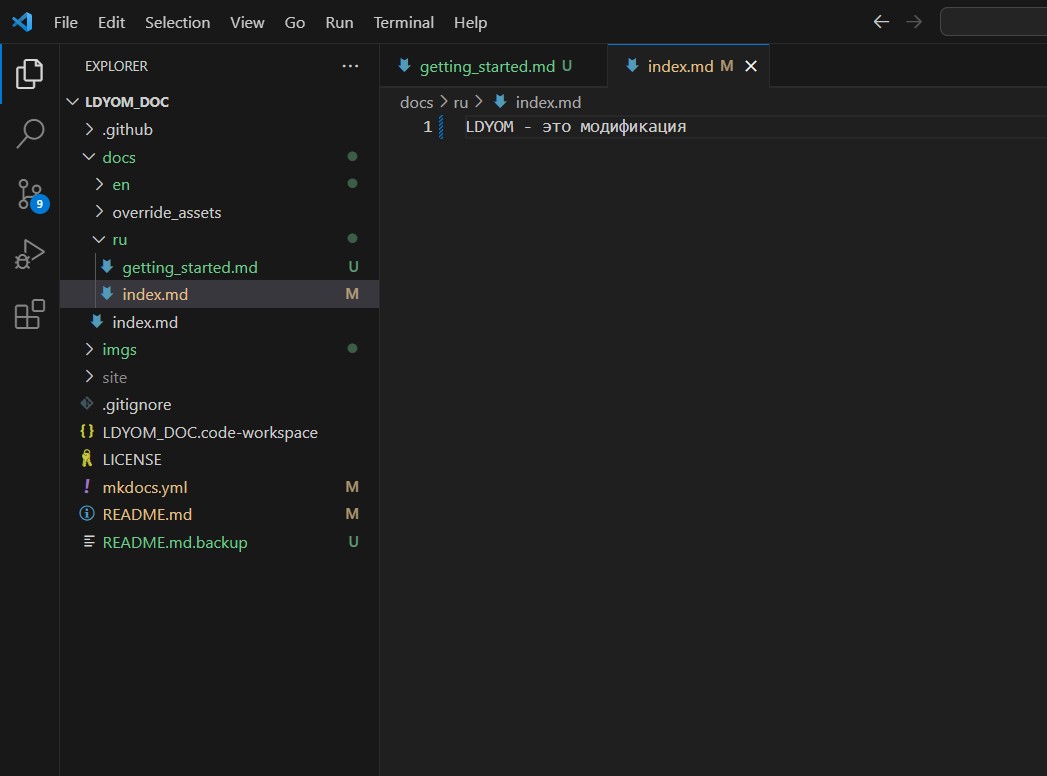 File Edit Selection View Go Run Terminal Help
EXPLORER
LDYOM_DOC
.github
docs
en
override_assets
ru
getting_started.md U
index.md M
index.md
imgs
site
.gitignore
LDYOM_DOC.code-workspace
LICENSE
mkdocs.yml M
README.md M
README.md.backup U
9
getting_started.md U
index.md M
docs > ru > index.md
1 LDYOM - это модификация